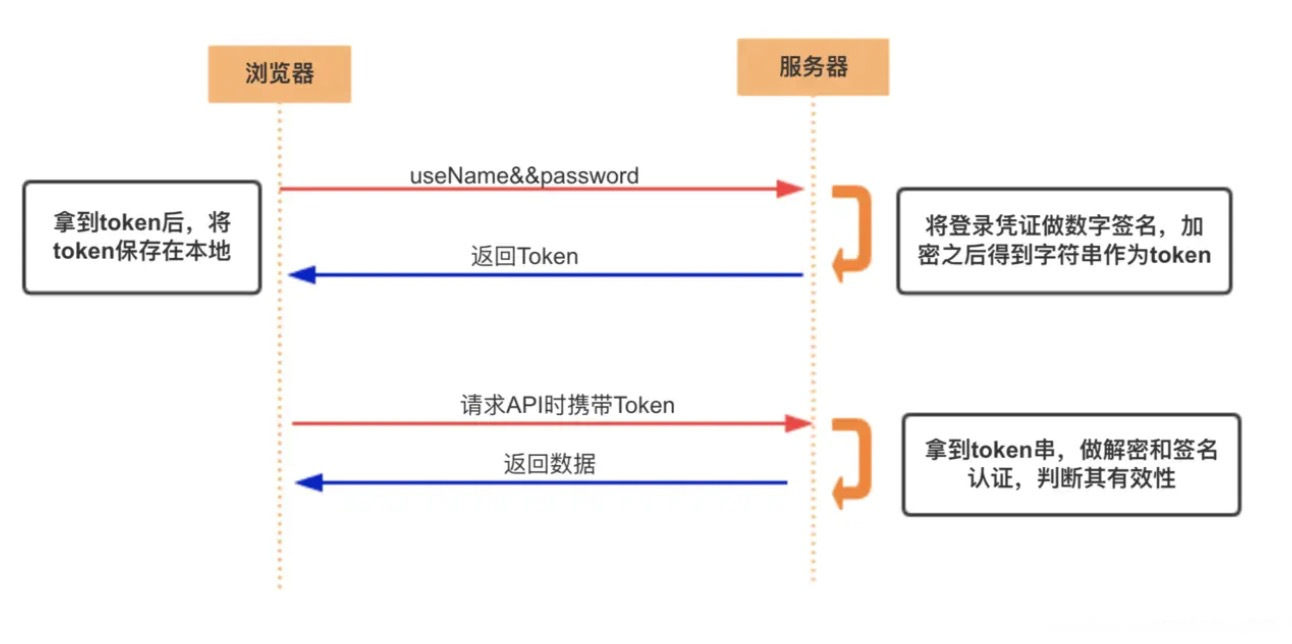 浏览器
服务器
useName&&password
拿到token后，将
token保存在本地
将登录凭证做数字签名，加
密之后得到字符串作为token
返回Token
请求API时携带Token
拿到token串，做解密和签名
认证，判断其有效性
返回数据